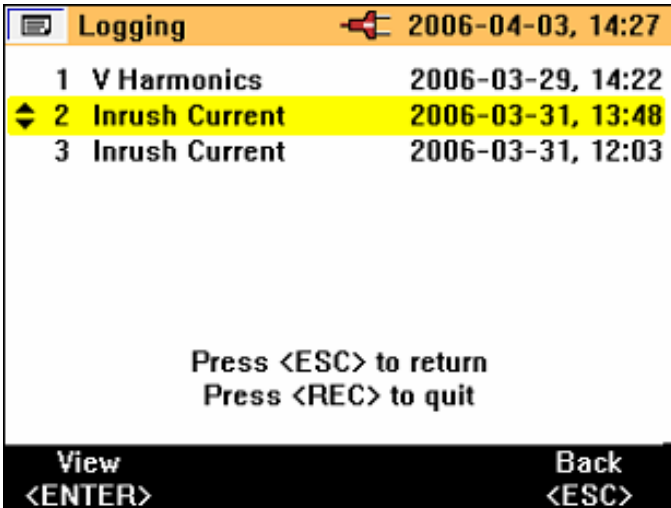 Logging 2006-04-03, 14:27
1 V Harmonics 2006-03-29, 14:22
2 Inrush Current 2006-03-31, 13:48
3 Inrush Current 2006-03-31, 12:03
Press <ESC> to return
Press <REC> to quit
View Back
<ENTER> <ESC>